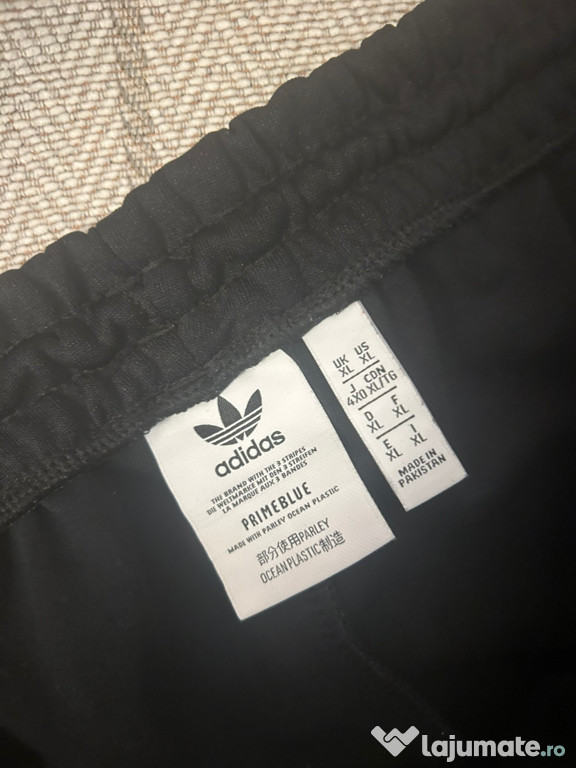 adidas
THE BRAND WITH THE 3 STRIPES
DIE WELTMARKE MIT DEN 3 STREIFEN
LA MARQUE AUX 3 BANDES
PRIMEBLUE
MADE WITH PARLEY OCEAN PLASTIC
部分使用PARLEY
OCEAN PLASTIC制造
UK US
XL XL
J CDN
4XO XL/TG
D F
XL XL
E I
XL XL
MADE IN
PAKISTAN
lajumate.ro